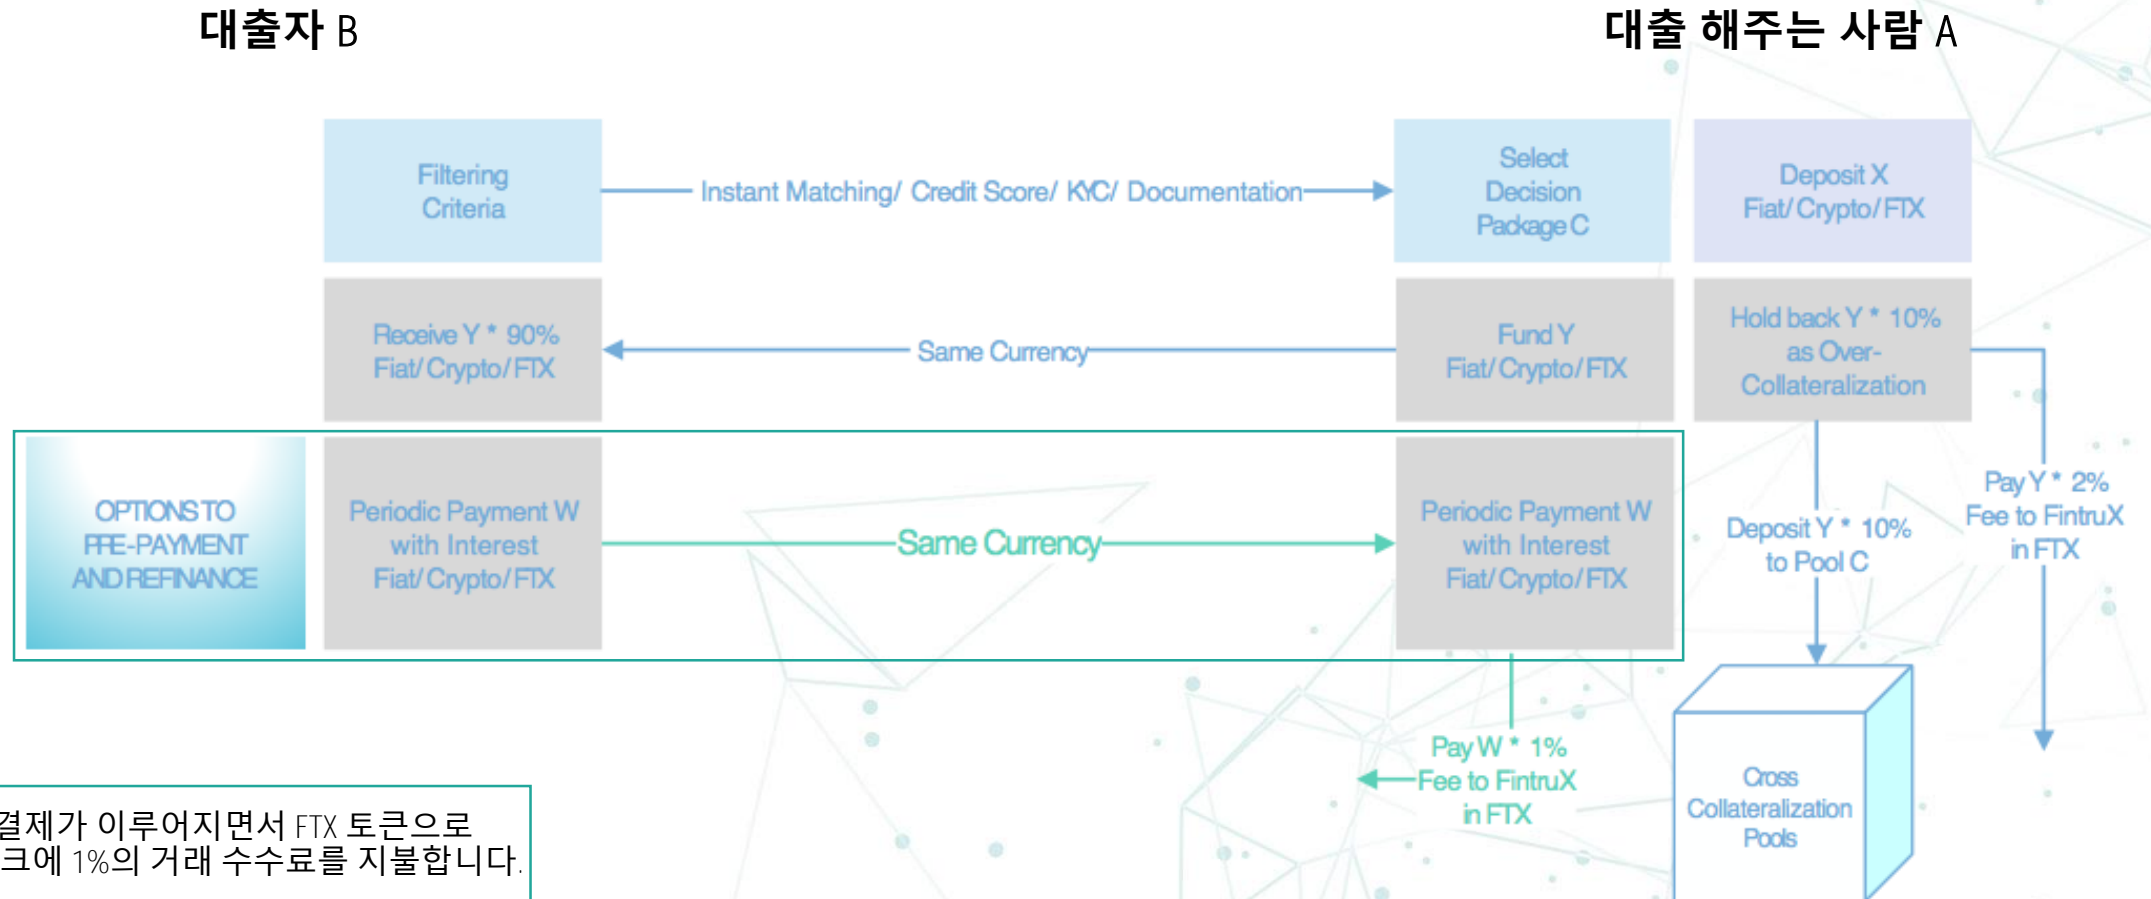 대출자 B
대출 해주는 사람 A
Filtering
Criteria
Instant Matching/ Credit Score/ KYC/ Documentation
Select
Decision
Package C
Deposit X
Fiat/Crypto/FTX
Receive Y * 90%
Fiat/Crypto/FTX
Same Currency
Fund Y
Fiat/Crypto/FTX
Hold back Y * 10%
as Over-
Collateralization
OPTIONS TO
PRE-PAYMENT
AND REFINANCE
Periodic Payment W
with Interest
Fiat/Crypto/FTX
Same Currency
Periodic Payment W
with Interest
Fiat/Crypto/FTX
Deposit Y * 10%
to Pool C
Pay Y * 2%
Fee to FintruX
in FTX
Pay W * 1%
Fee to FintruX
in FTX
Cross
Collateralization
Pools
결제가 이루어지면서 FTX 토큰으로
크에 1%의 거래 수수료를 지불합니다.